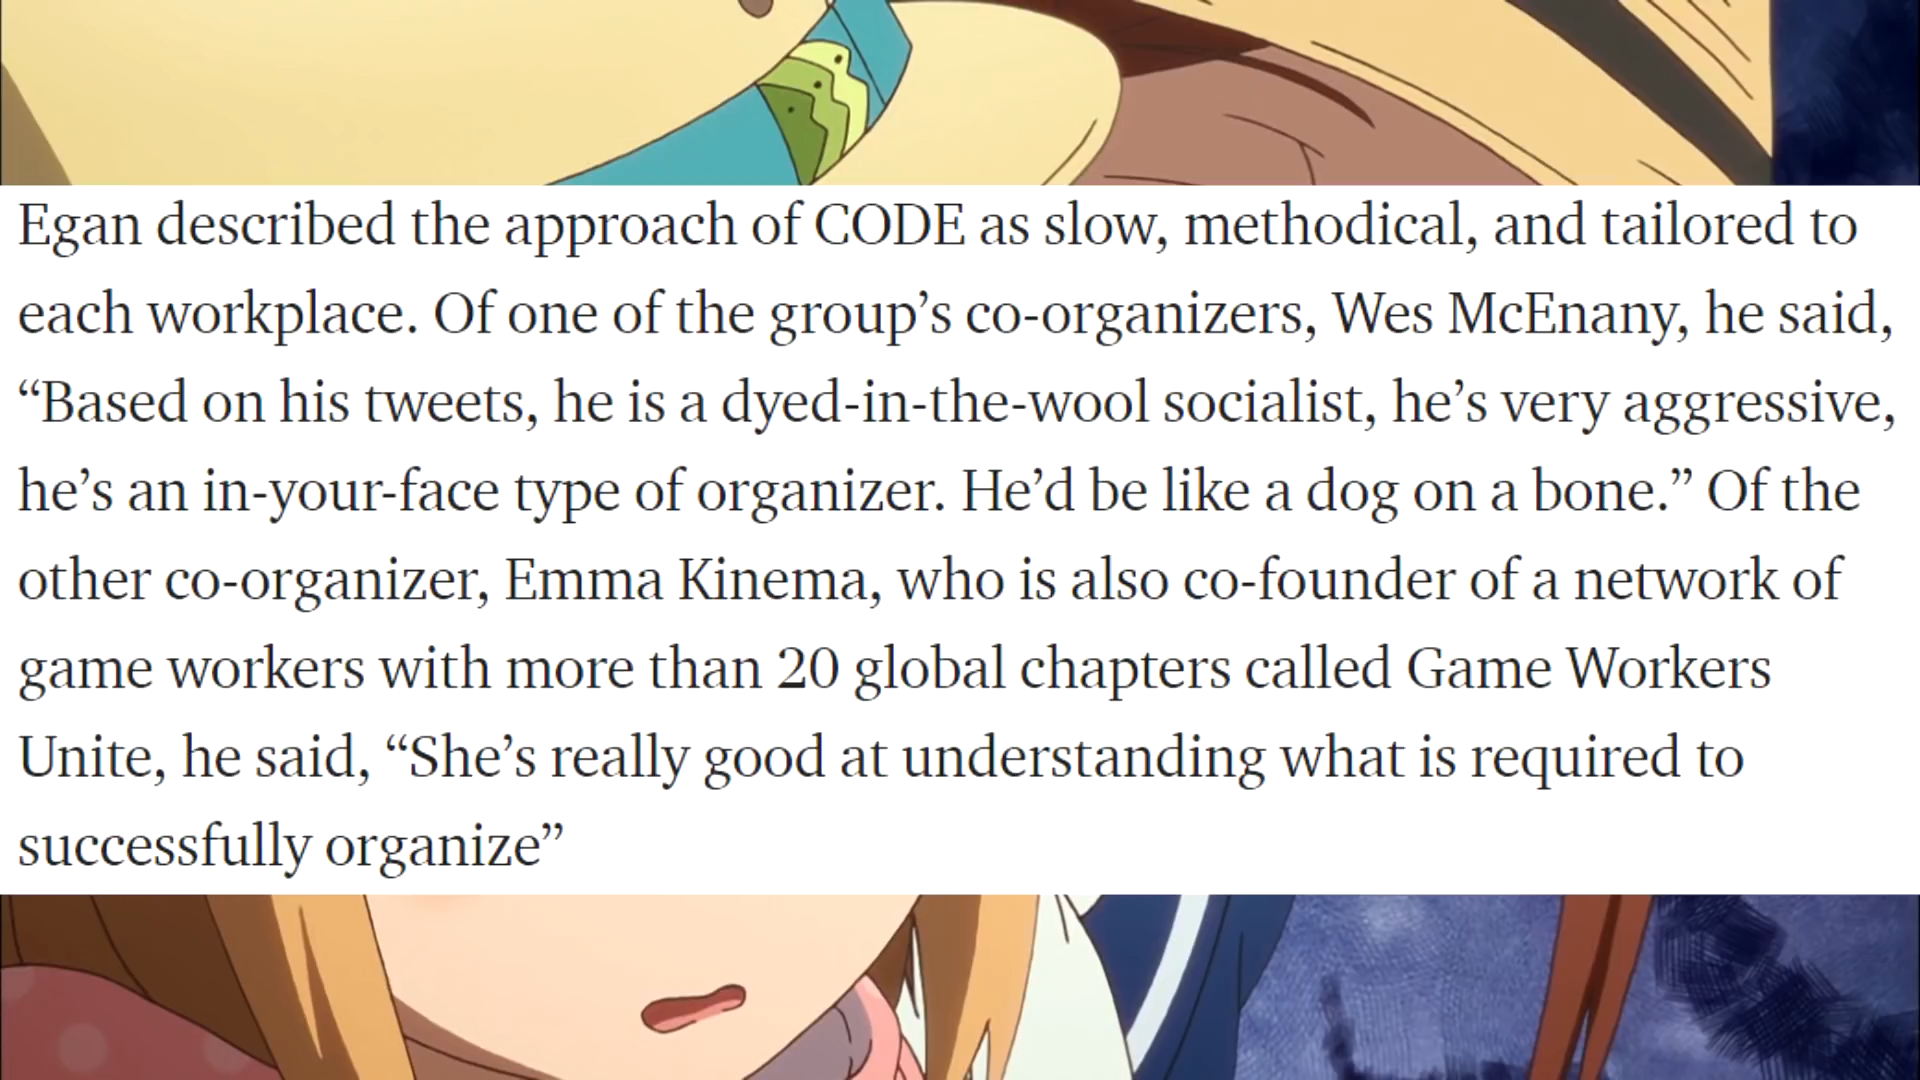 Egan described the approach of CODE as slow, methodical, and tailored to
each workplace. Of one of the group’s co-organizers, Wes McEnany, he said,
“Based on his tweets, he is a dyed-in-the-wool socialist, he’s very aggressive,
he’s an in-your-face type of organizer. He’d be like a dog on a bone.” Of the
other co-organizer, Emma Kinema, who is also co-founder of a network of
game workers with more than 20 global chapters called Game Workers
Unite, he said, “She’s really good at understanding what is required to
successfully organize”